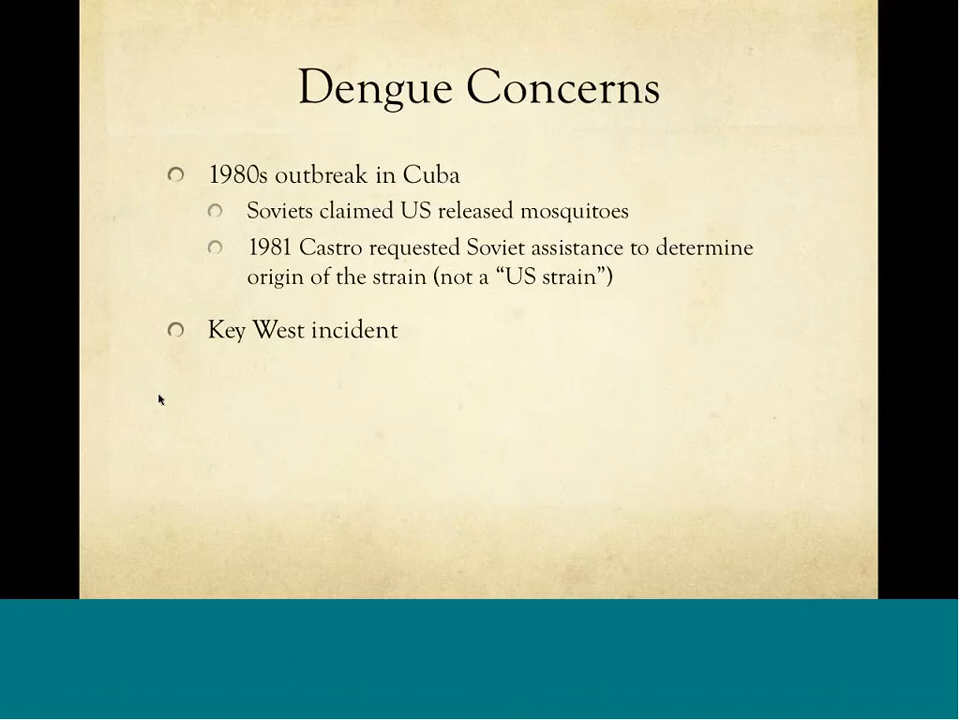 Dengue Concerns
1980s outbreak in Cuba
Soviets claimed US released mosquitoes
1981 Castro requested Soviet assistance to determine
origin of the strain (not a “US strain”)
Key West incident